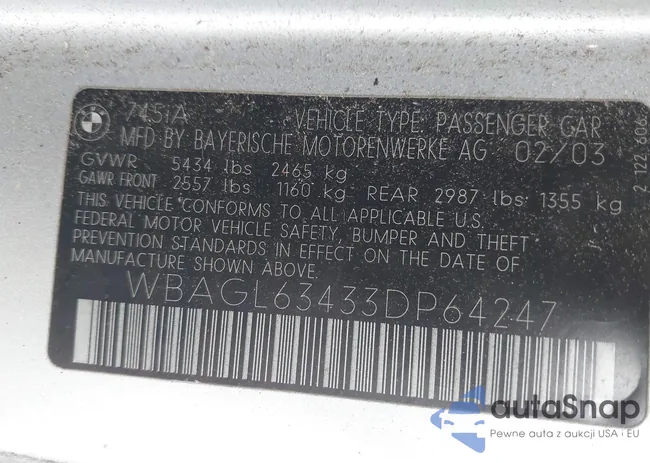 BMW
745iA VEHICLE TYPE: PASSENGER CAR
MFD BY BAYERISCHE MOTORENWERKE AG 02/03
GVWR 5434 lbs 2465 kg
GAWR FRONT 2557 lbs 1160 kg REAR 2987 lbs 1355 kg
THIS VEHICLE CONFORMS TO ALL APPLICABLE U.S.
FEDERAL MOTOR VEHICLE SAFETY, BUMPER AND THEFT
PREVENTION STANDARDS IN EFFECT ON THE DATE OF
MANUFACTURE SHOWN ABOVE.
WBAGL63433DP64247
2 122 606
autaSnap
Pewne auta z aukcji USA i EU